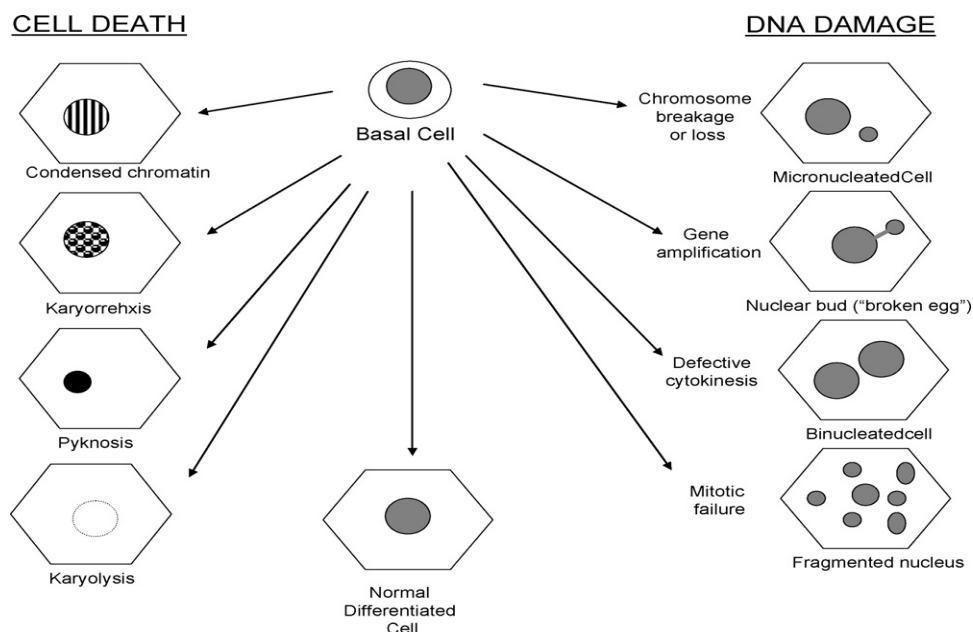 CELL DEATH
DNA DAMAGE
Basal Cell
Condensed chromatin
Karyorrehxis
Pyknosis
Karyolysis
Normal
Differentiated
Cell
Chromosome
breakage
or loss
MicronucleatedCell
Gene
amplification
Nuclear bud (“broken egg”)
Defective
cytokinesis
Binucleatedcell
Mitotic
failure
Fragmented nucleus